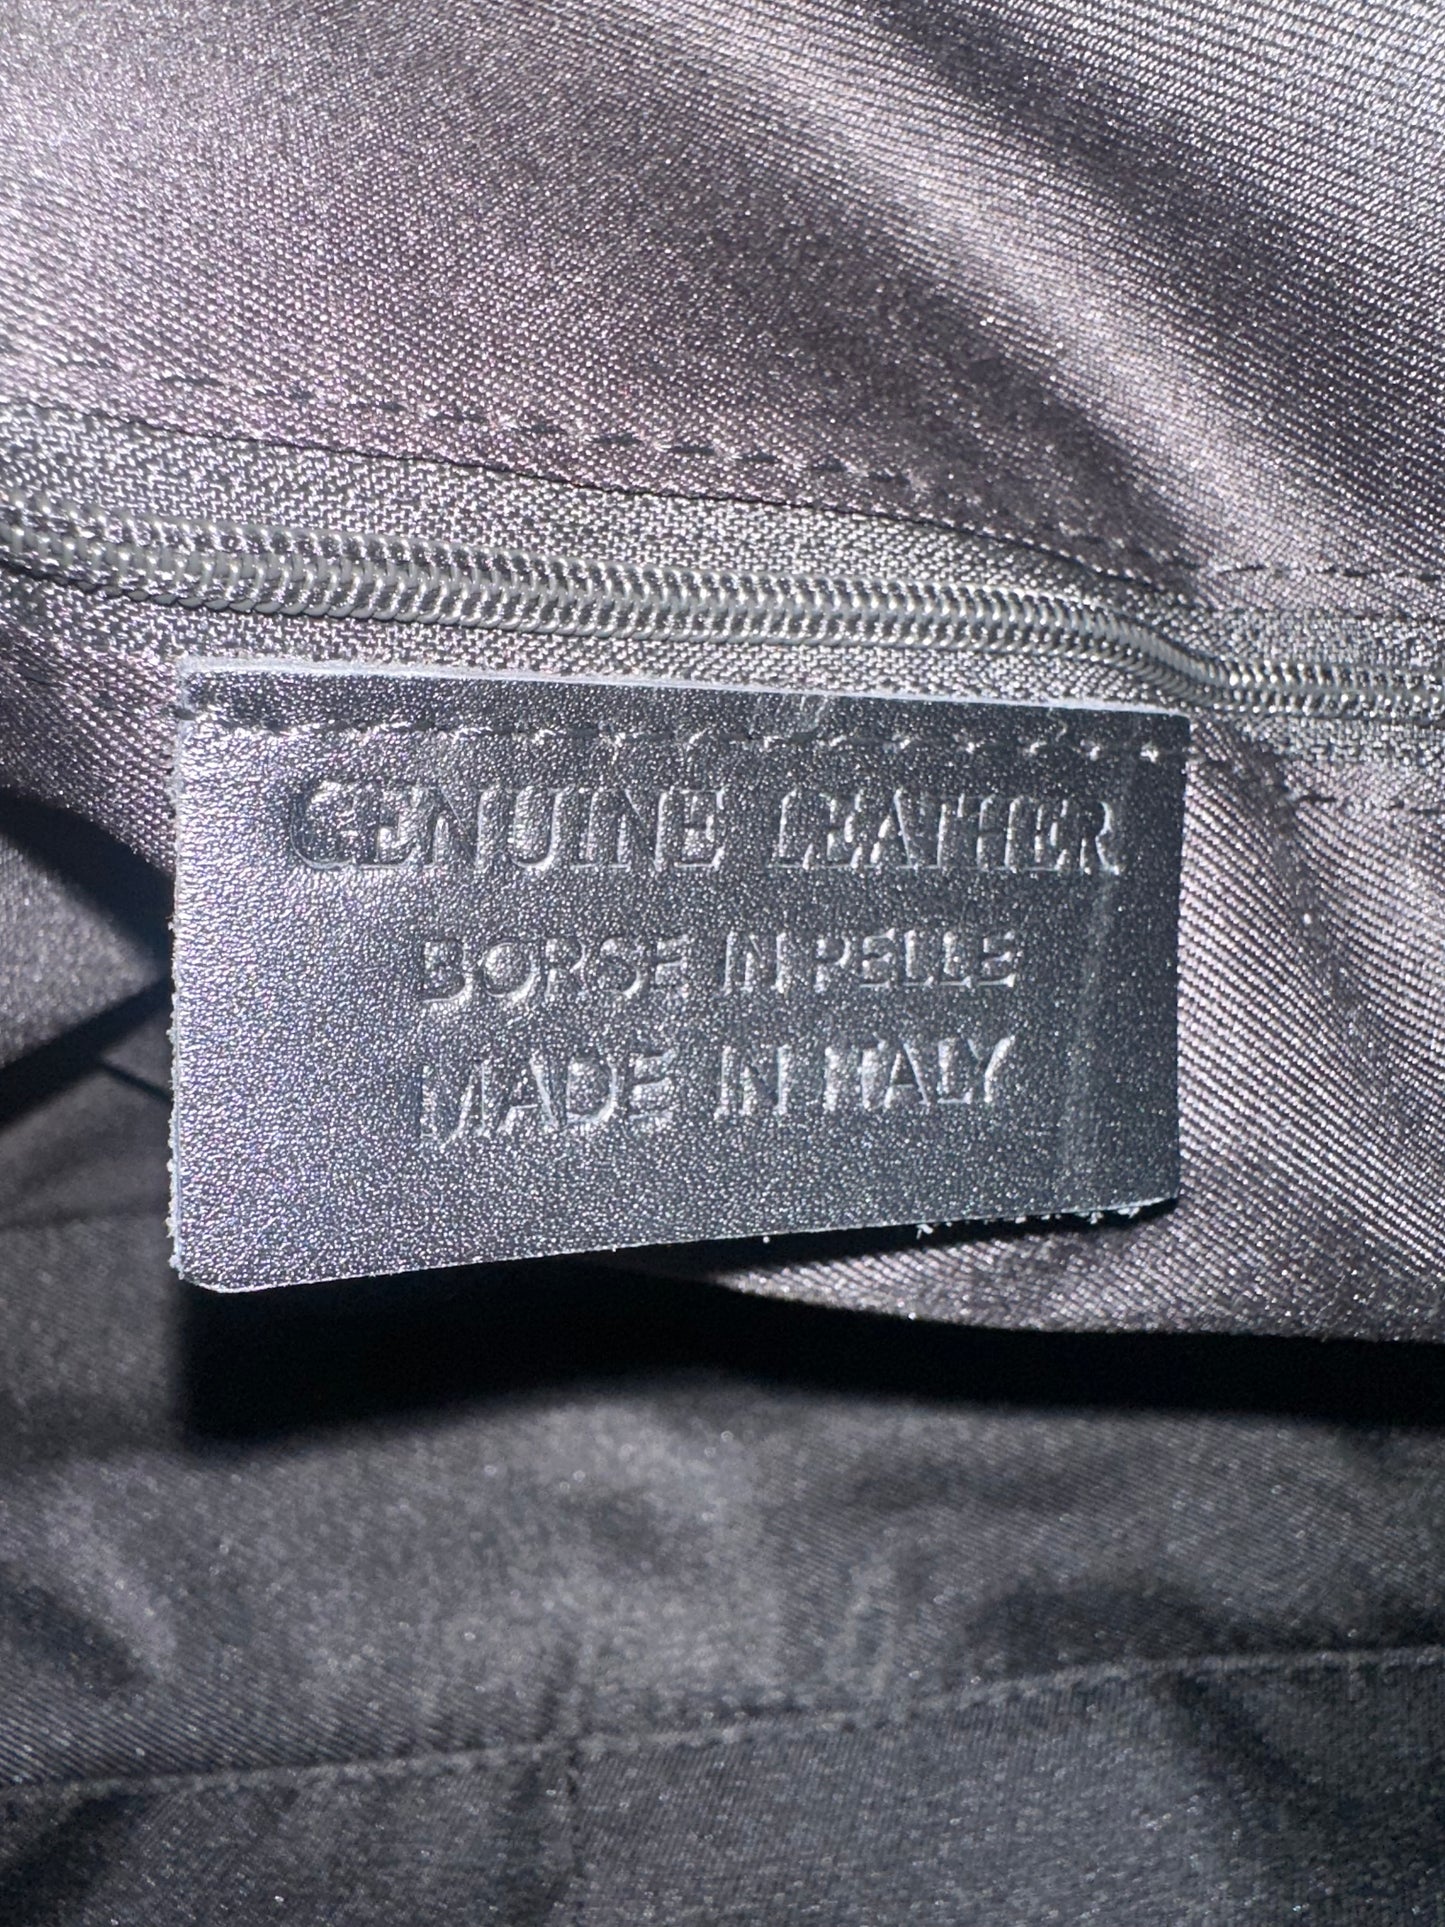 GENUINE LEATHER
BORSE IN PELLE
MADE IN ITALY